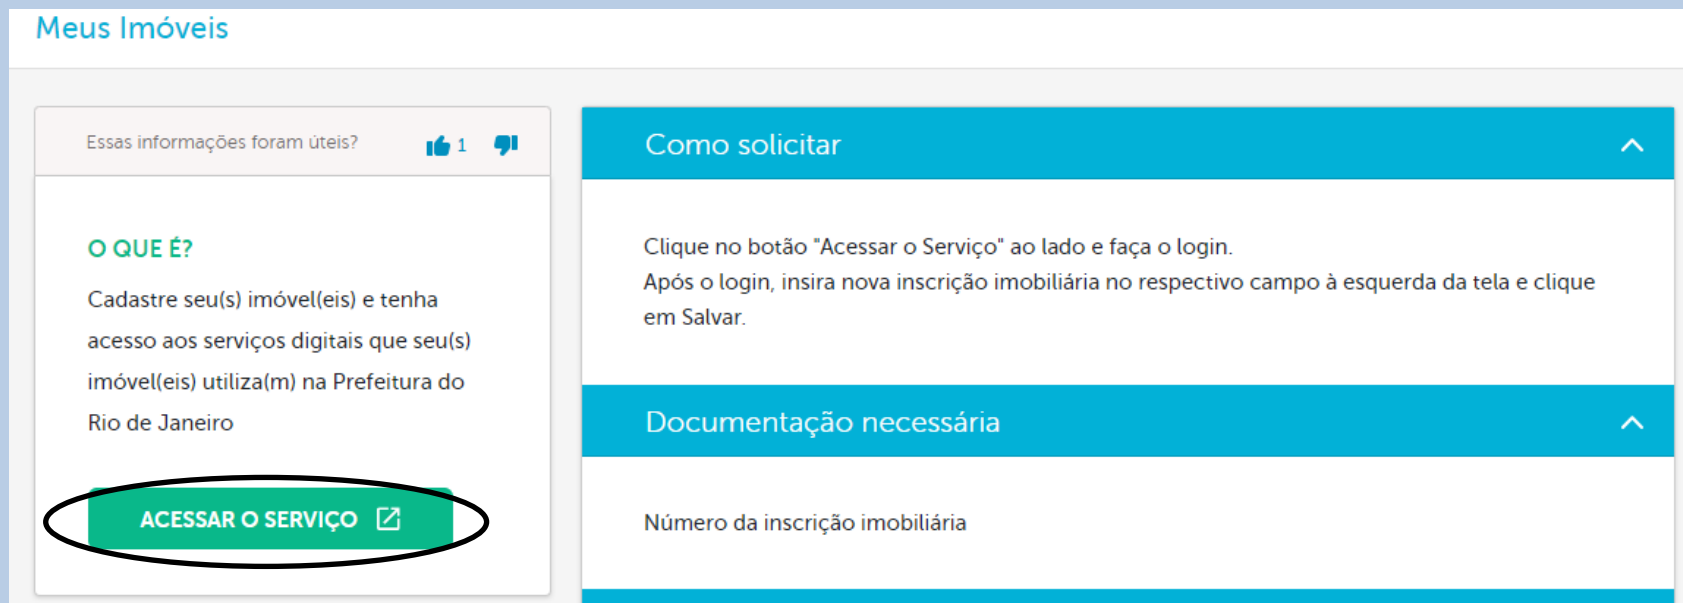 Meus Imóveis
Essas informações foram úteis?
1
O QUE É?
Cadastre seu(s) imóvel(eis) e tenha
acesso aos serviços digitais que seu(s)
imóvel(eis) utiliza(m) na Prefeitura do
Rio de Janeiro
ACESSAR O SERVIÇO
Como solicitar
Clique no botão "Acessar o Serviço" ao lado e faça o login.
Após o login, insira nova inscrição imobiliária no respectivo campo à esquerda da tela e clique
em Salvar.
Documentação necessária
Número da inscrição imobiliária